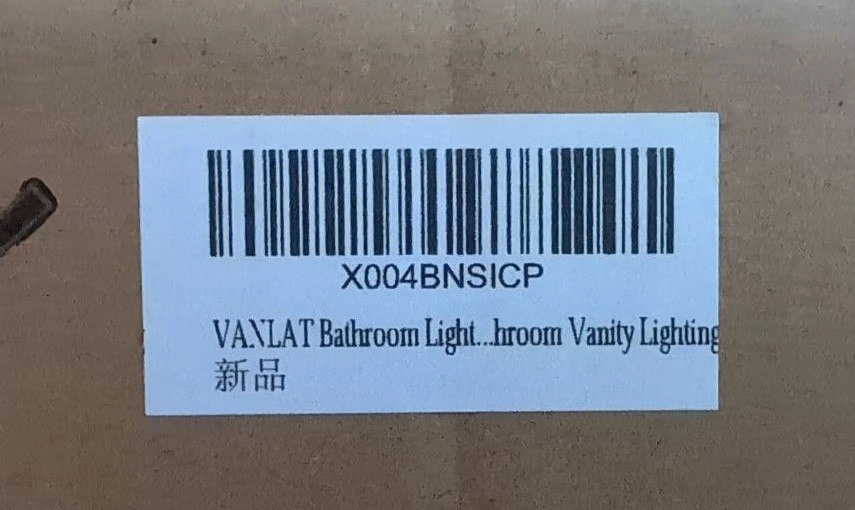 X004BNSICP
VANLAT Bathroom Light...hroom Vanity Lighting
新品